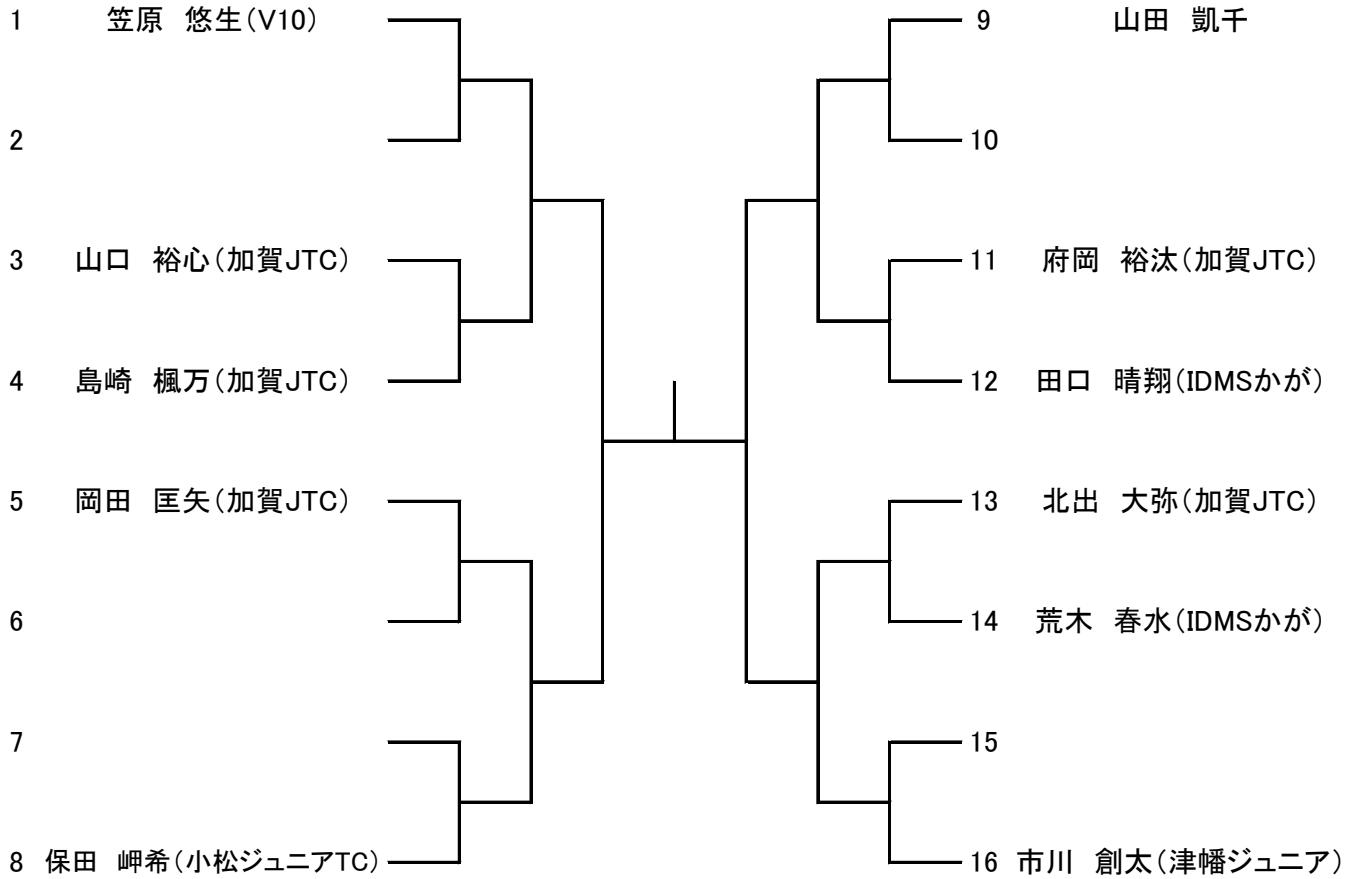 1 笠原 悠生(V10)
2
3 山口 裕心(加賀JTC)
4 島崎 楓万(加賀JTC)
5 岡田 匡矢(加賀JTC)
6
7
8 保田 岬希(小松ジュニアTC)
9 山田 凱千
10
11 府岡 裕汰(加賀JTC)
12 田口 晴翔(IDMSかが)
13 北出 大弥(加賀JTC)
14 荒木 春水(IDMSかが)
15
16 市川 創太(津幡ジュニア)